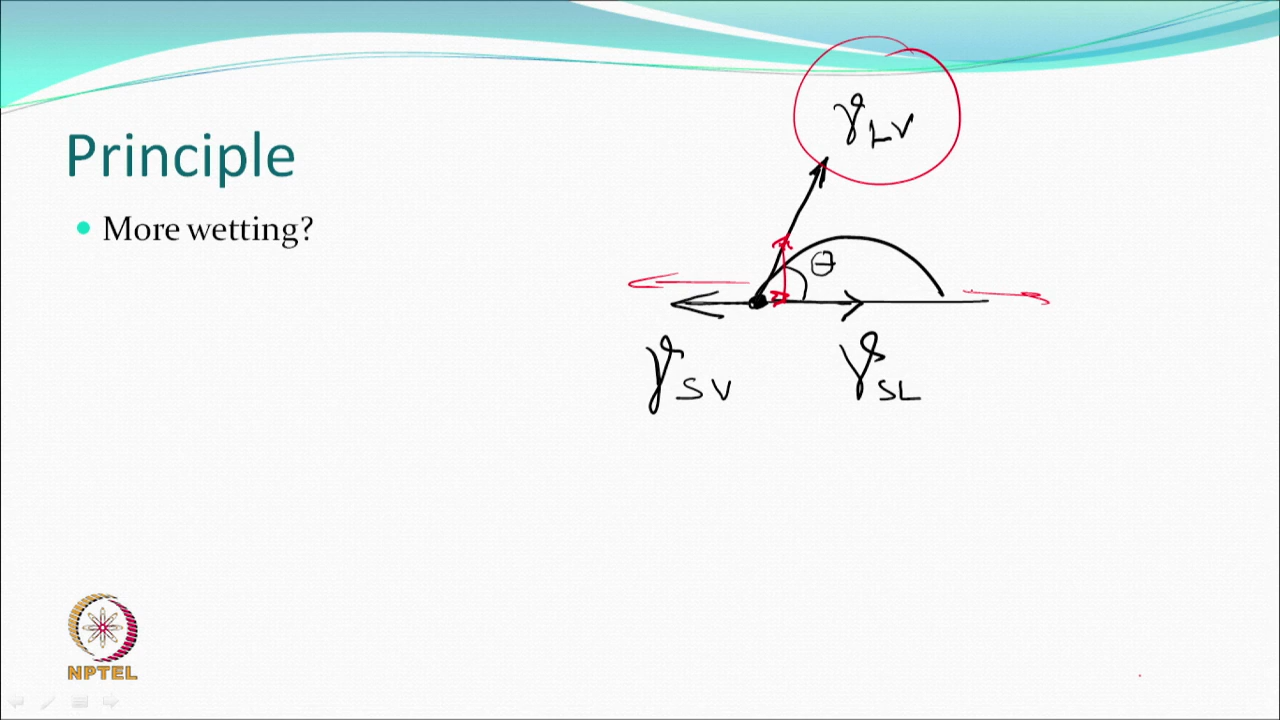 Principle
More wetting?
γLV
θ
γSV
γSL
NPTEL